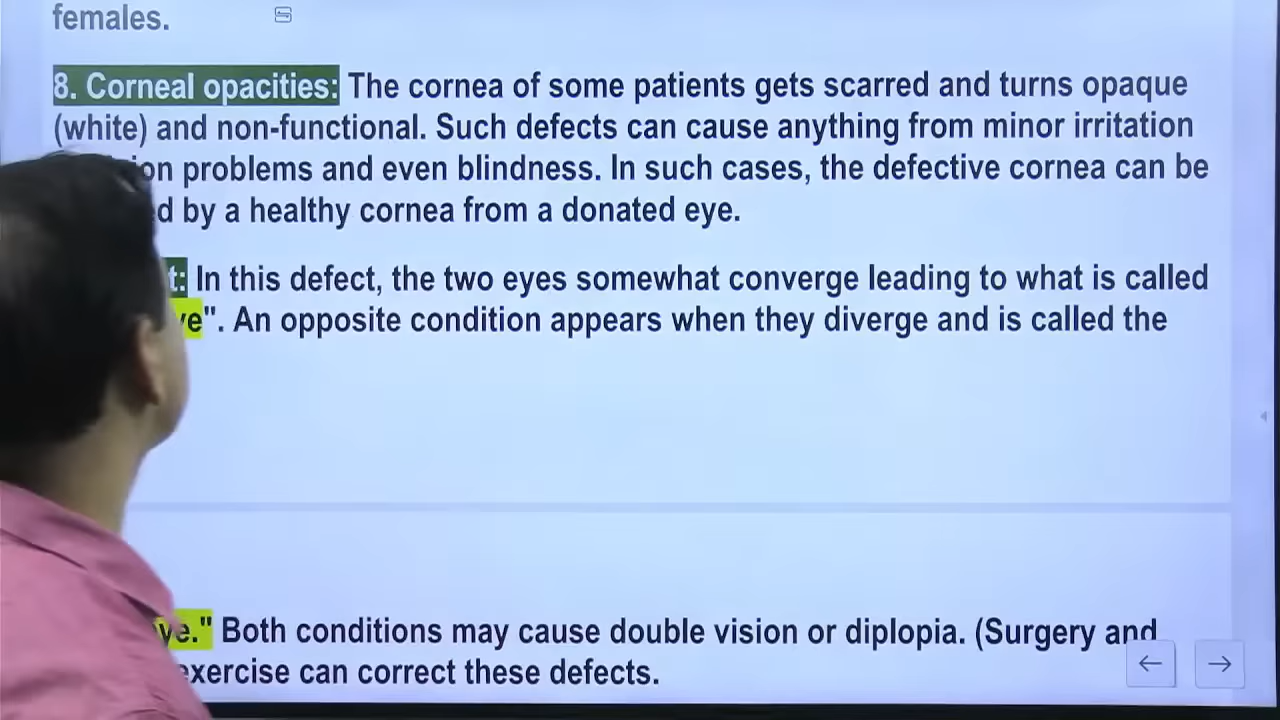 females.
8. Corneal opacities: The cornea of some patients gets scarred and turns opaque
(white) and non-functional. Such defects can cause anything from minor irritation
problems and even blindness. In such cases, the defective cornea can be
by a healthy cornea from a donated eye.
In this defect, the two eyes somewhat converge leading to what is called
An opposite condition appears when they diverge and is called the
Both conditions may cause double vision or diplopia. (Surgery and
exercise can correct these defects.